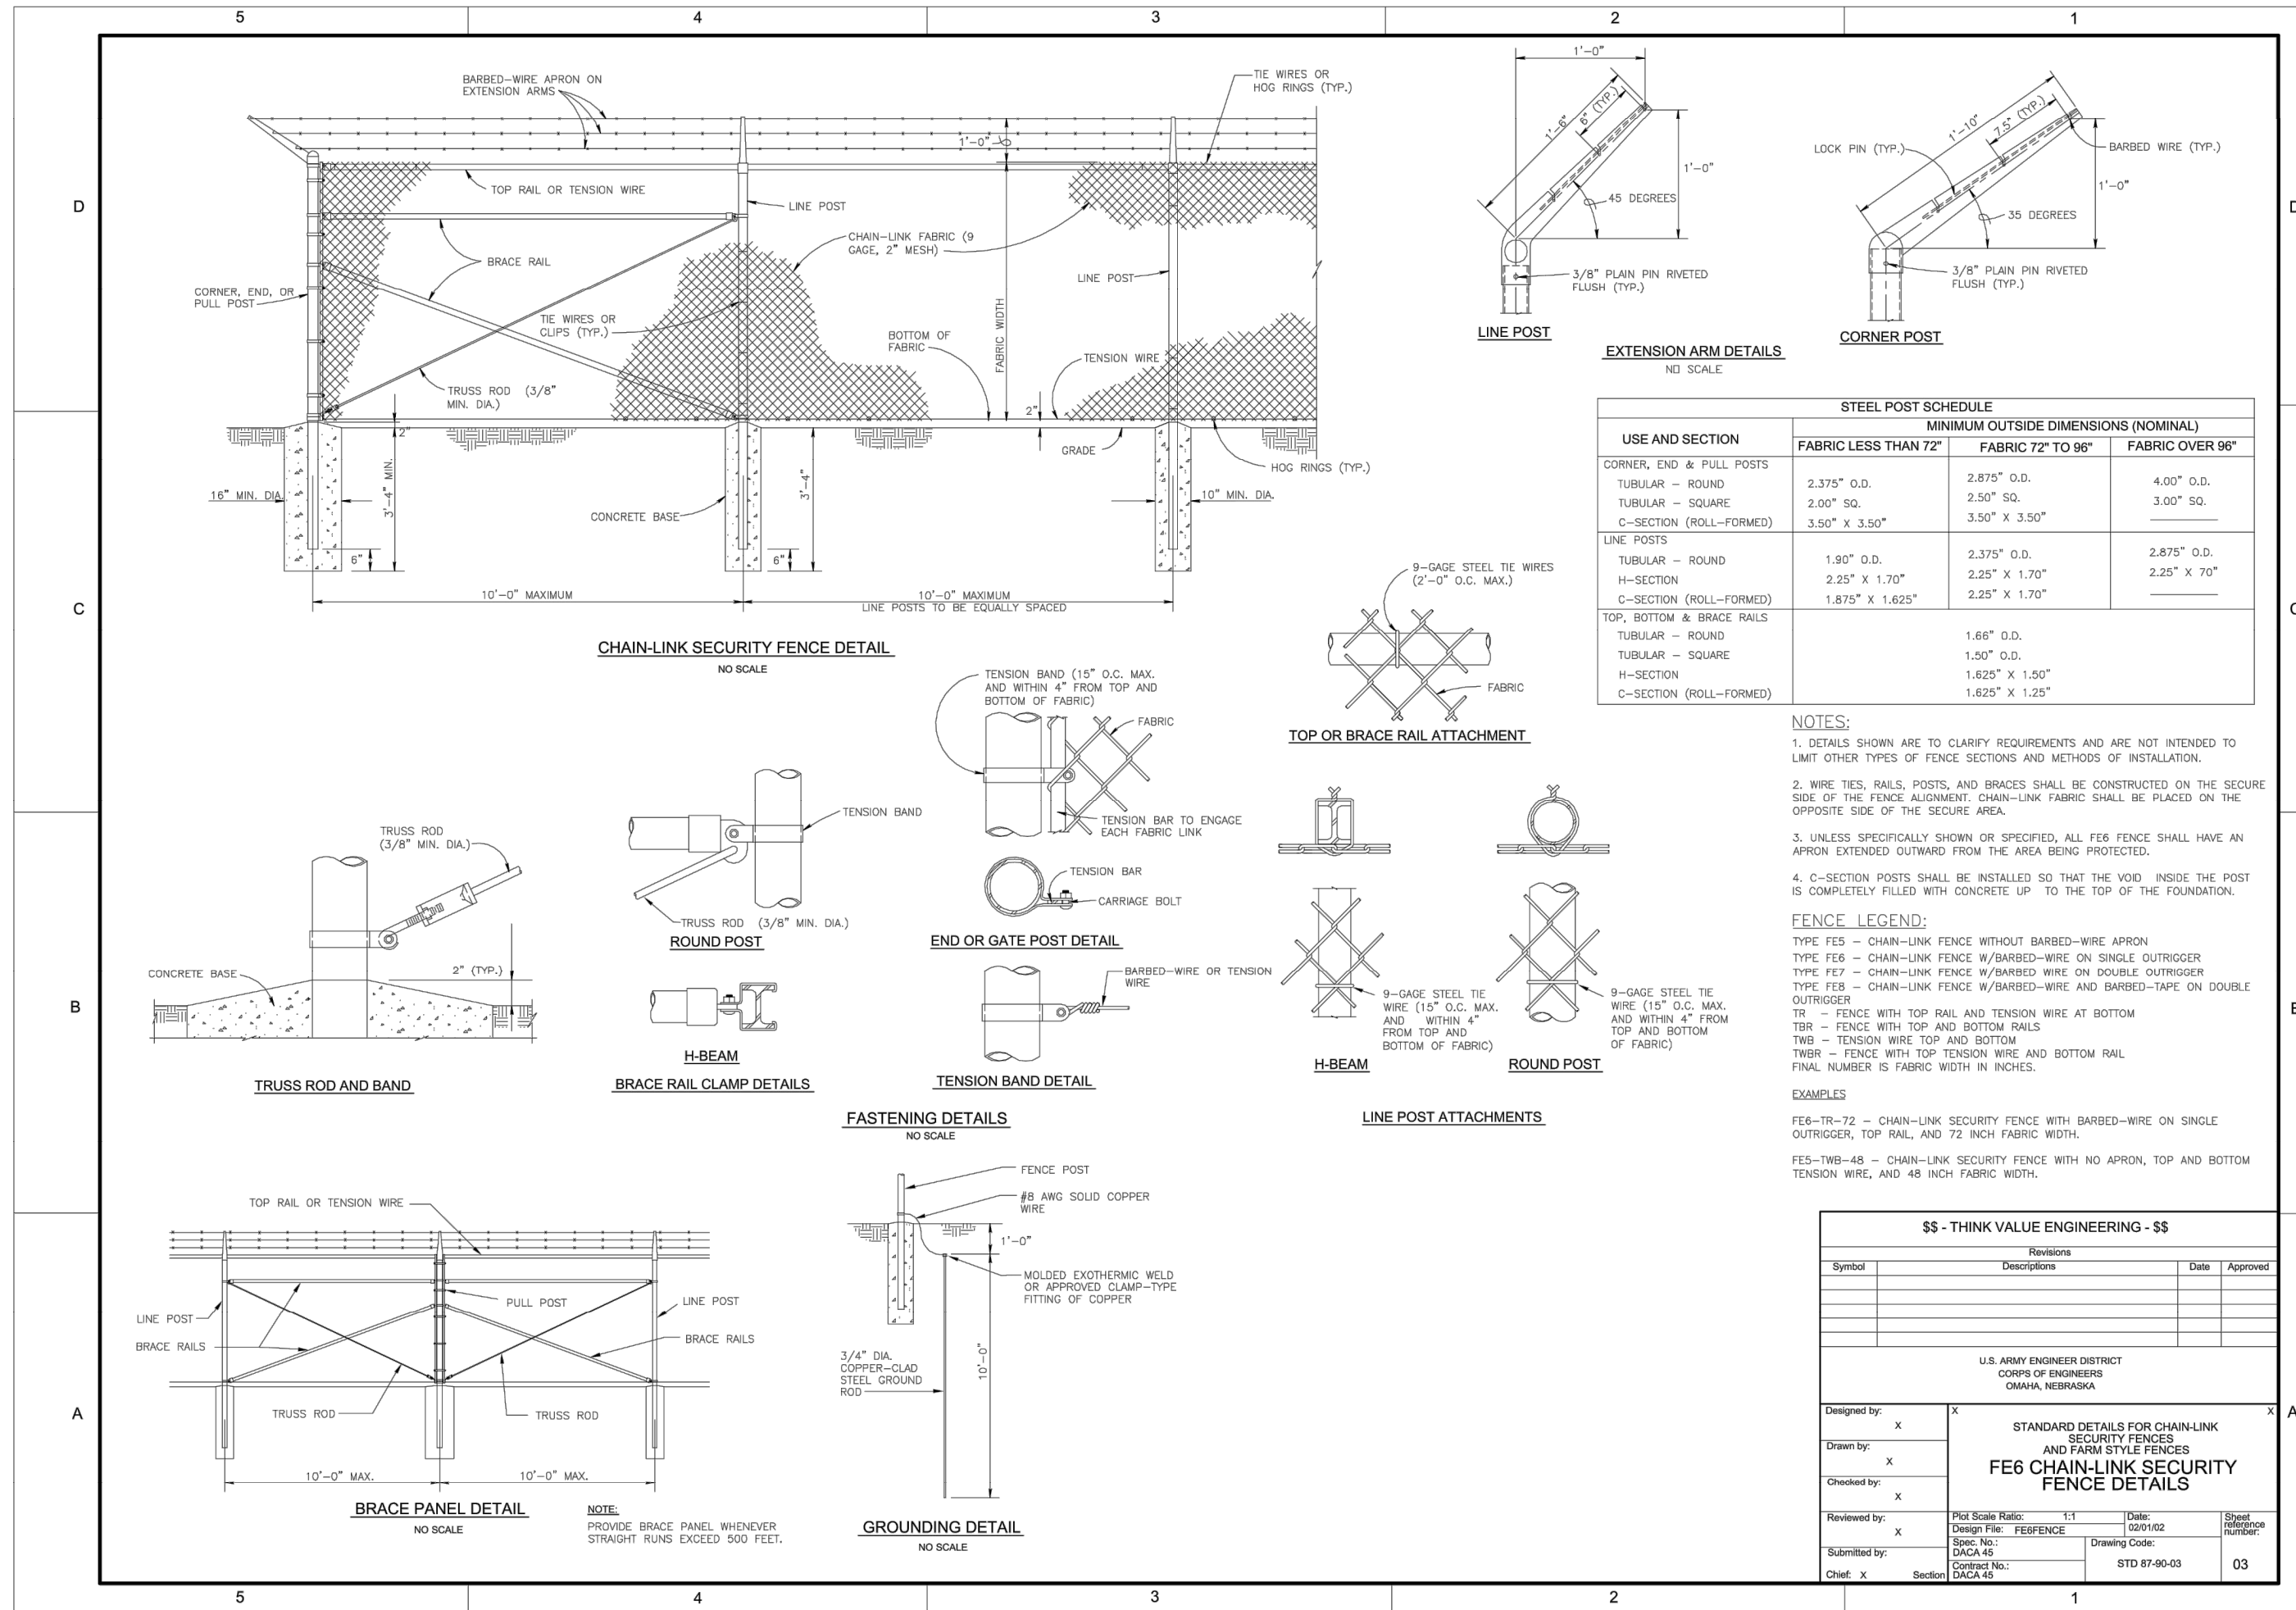 5
4
3
2
1
D
C
B
A
BARBED-WIRE APRON ON
EXTENSION ARMS
TIE WIRES OR
HOG RINGS (TYP.)
1'-0"
TOP RAIL OR TENSION WIRE
LINE POST
CHAIN-LINK FABRIC (9
GAGE, 2" MESH)
BRACE RAIL
LINE POST
CORNER, END, OR
PULL POST
TIE WIRES OR
CLIPS (TYP.)
FABRIC WIDTH
BOTTOM OF
FABRIC
TENSION WIRE
TRUSS ROD (3/8"
MIN. DIA.)
2"
2"
GRADE
HOG RINGS (TYP.)
16" MIN. DIA.
3'-4" MIN.
3'-4"
10" MIN. DIA.
CONCRETE BASE
6"
6"
10'-0" MAXIMUM
10'-0" MAXIMUM
LINE POSTS TO BE EQUALLY SPACED
CHAIN-LINK SECURITY FENCE DETAIL
NO SCALE
1'-0"
1'-6"
6" (TYP.)
1'-0"
45 DEGREES
3/8" PLAIN PIN RIVETED
FLUSH (TYP.)
LINE POST
1'-10"
7.5" (TYP.)
LOCK PIN (TYP.)
BARBED WIRE (TYP.)
1'-0"
35 DEGREES
3/8" PLAIN PIN RIVETED
FLUSH (TYP.)
CORNER POST
EXTENSION ARM DETAILS
NO SCALE
STEEL POST SCHEDULE
USE AND SECTION
MINIMUM OUTSIDE DIMENSIONS (NOMINAL)
FABRIC LESS THAN 72" FABRIC 72" TO 96" FABRIC OVER 96"
CORNER, END & PULL POSTS
TUBULAR - ROUND 2.375" O.D. 2.875" O.D. 4.00" O.D.
TUBULAR - SQUARE 2.00" SQ. 2.50" SQ. 3.00" SQ.
C-SECTION (ROLL-FORMED) 3.50" X 3.50" 3.50" X 3.50"
LINE POSTS
TUBULAR - ROUND 1.90" O.D. 2.375" O.D. 2.875" O.D.
H-SECTION 2.25" X 1.70" 2.25" X 1.70" 2.25" X 70"
C-SECTION (ROLL-FORMED) 1.875" X 1.625" 2.25" X 1.70"
TOP, BOTTOM & BRACE RAILS
TUBULAR - ROUND 1.66" O.D.
TUBULAR - SQUARE 1.50" O.D.
H-SECTION 1.625" X 1.50"
C-SECTION (ROLL-FORMED) 1.625" X 1.25"
9-GAGE STEEL TIE WIRES
(2'-0" O.C. MAX.)
FABRIC
TOP OR BRACE RAIL ATTACHMENT
TENSION BAND (15" O.C. MAX.
AND WITHIN 4" FROM TOP AND
BOTTOM OF FABRIC)
FABRIC
TENSION BAR TO ENGAGE
EACH FABRIC LINK
TENSION BAR
CARRIAGE BOLT
END OR GATE POST DETAIL
TENSION BAND
TRUSS ROD (3/8" MIN. DIA.)
ROUND POST
H-BEAM
BRACE RAIL CLAMP DETAILS
TRUSS ROD
(3/8" MIN. DIA.)
CONCRETE BASE
2" (TYP.)
TRUSS ROD AND BAND
BARBED-WIRE OR TENSION
WIRE
TENSION BAND DETAIL
FASTENING DETAILS
NO SCALE
9-GAGE STEEL TIE
WIRE (15" O.C. MAX.
AND WITHIN 4"
FROM TOP AND
BOTTOM OF FABRIC)
H-BEAM
9-GAGE STEEL TIE
WIRE (15" O.C. MAX.
AND WITHIN 4" FROM
TOP AND BOTTOM
OF FABRIC)
ROUND POST
LINE POST ATTACHMENTS
NOTES:
1. DETAILS SHOWN ARE TO CLARIFY REQUIREMENTS AND ARE NOT INTENDED TO
LIMIT OTHER TYPES OF FENCE SECTIONS AND METHODS OF INSTALLATION.
2. WIRE TIES, RAILS, POSTS, AND BRACES SHALL BE CONSTRUCTED ON THE SECURE
SIDE OF THE FENCE ALIGNMENT. CHAIN-LINK FABRIC SHALL BE PLACED ON THE
OPPOSITE SIDE OF THE SECURE AREA.
3. UNLESS SPECIFICALLY SHOWN OR SPECIFIED, ALL FE6 FENCE SHALL HAVE AN
APRON EXTENDED OUTWARD FROM THE AREA BEING PROTECTED.
4. C-SECTION POSTS SHALL BE INSTALLED SO THAT THE VOID INSIDE THE POST
IS COMPLETELY FILLED WITH CONCRETE UP TO THE TOP OF THE FOUNDATION.
FENCE LEGEND:
TYPE FE5 - CHAIN-LINK FENCE WITHOUT BARBED-WIRE APRON
TYPE FE6 - CHAIN-LINK FENCE W/BARBED-WIRE ON SINGLE OUTRIGGER
TYPE FE7 - CHAIN-LINK FENCE W/BARBED WIRE ON DOUBLE OUTRIGGER
TYPE FE8 - CHAIN-LINK FENCE W/BARBED-WIRE AND BARBED-TAPE ON DOUBLE
OUTRIGGER
TR - FENCE WITH TOP RAIL AND TENSION WIRE AT BOTTOM
TBR - FENCE WITH TOP AND BOTTOM RAILS
TWB - TENSION WIRE TOP AND BOTTOM
TWBR - FENCE WITH TOP TENSION WIRE AND BOTTOM RAIL
FINAL NUMBER IS FABRIC WIDTH IN INCHES.
EXAMPLES
FE6-TR-72 - CHAIN-LINK SECURITY FENCE WITH BARBED-WIRE ON SINGLE
OUTRIGGER, TOP RAIL, AND 72 INCH FABRIC WIDTH.
FE5-TWB-48 - CHAIN-LINK SECURITY FENCE WITH NO APRON, TOP AND BOTTOM
TENSION WIRE, AND 48 INCH FABRIC WIDTH.
TOP RAIL OR TENSION WIRE
LINE POST
PULL POST
LINE POST
BRACE RAILS
BRACE RAILS
TRUSS ROD
TRUSS ROD
10'-0" MAX.
10'-0" MAX.
BRACE PANEL DETAIL
NO SCALE
NOTE:
PROVIDE BRACE PANEL WHENEVER
STRAIGHT RUNS EXCEED 500 FEET.
FENCE POST
#8 AWG SOLID COPPER
WIRE
1'-0"
MOLDED EXOTHERMIC WELD
OR APPROVED CLAMP-TYPE
FITTING OF COPPER
3/4" DIA.
COPPER-CLAD
STEEL GROUND
ROD
10'-0"
GROUNDING DETAIL
NO SCALE
$$ - THINK VALUE ENGINEERING - $$
Revisions
Symbol Descriptions Date Approved
U.S. ARMY ENGINEER DISTRICT
CORPS OF ENGINEERS
OMAHA, NEBRASKA
Designed by:
X
Drawn by:
X
Checked by:
X
Reviewed by:
X
Submitted by:
Chief: X Section
X X
STANDARD DETAILS FOR CHAIN-LINK
SECURITY FENCES
AND FARM STYLE FENCES
FE6 CHAIN-LINK SECURITY
FENCE DETAILS
Plot Scale Ratio: 1:1
Date:
02/01/02
Sheet
reference
number:
03
Design File: FE6FENCE
Spec. No.:
DACA 45
Drawing Code:
STD 87-90-03
Contract No.:
DACA 45
5
4
3
2
1